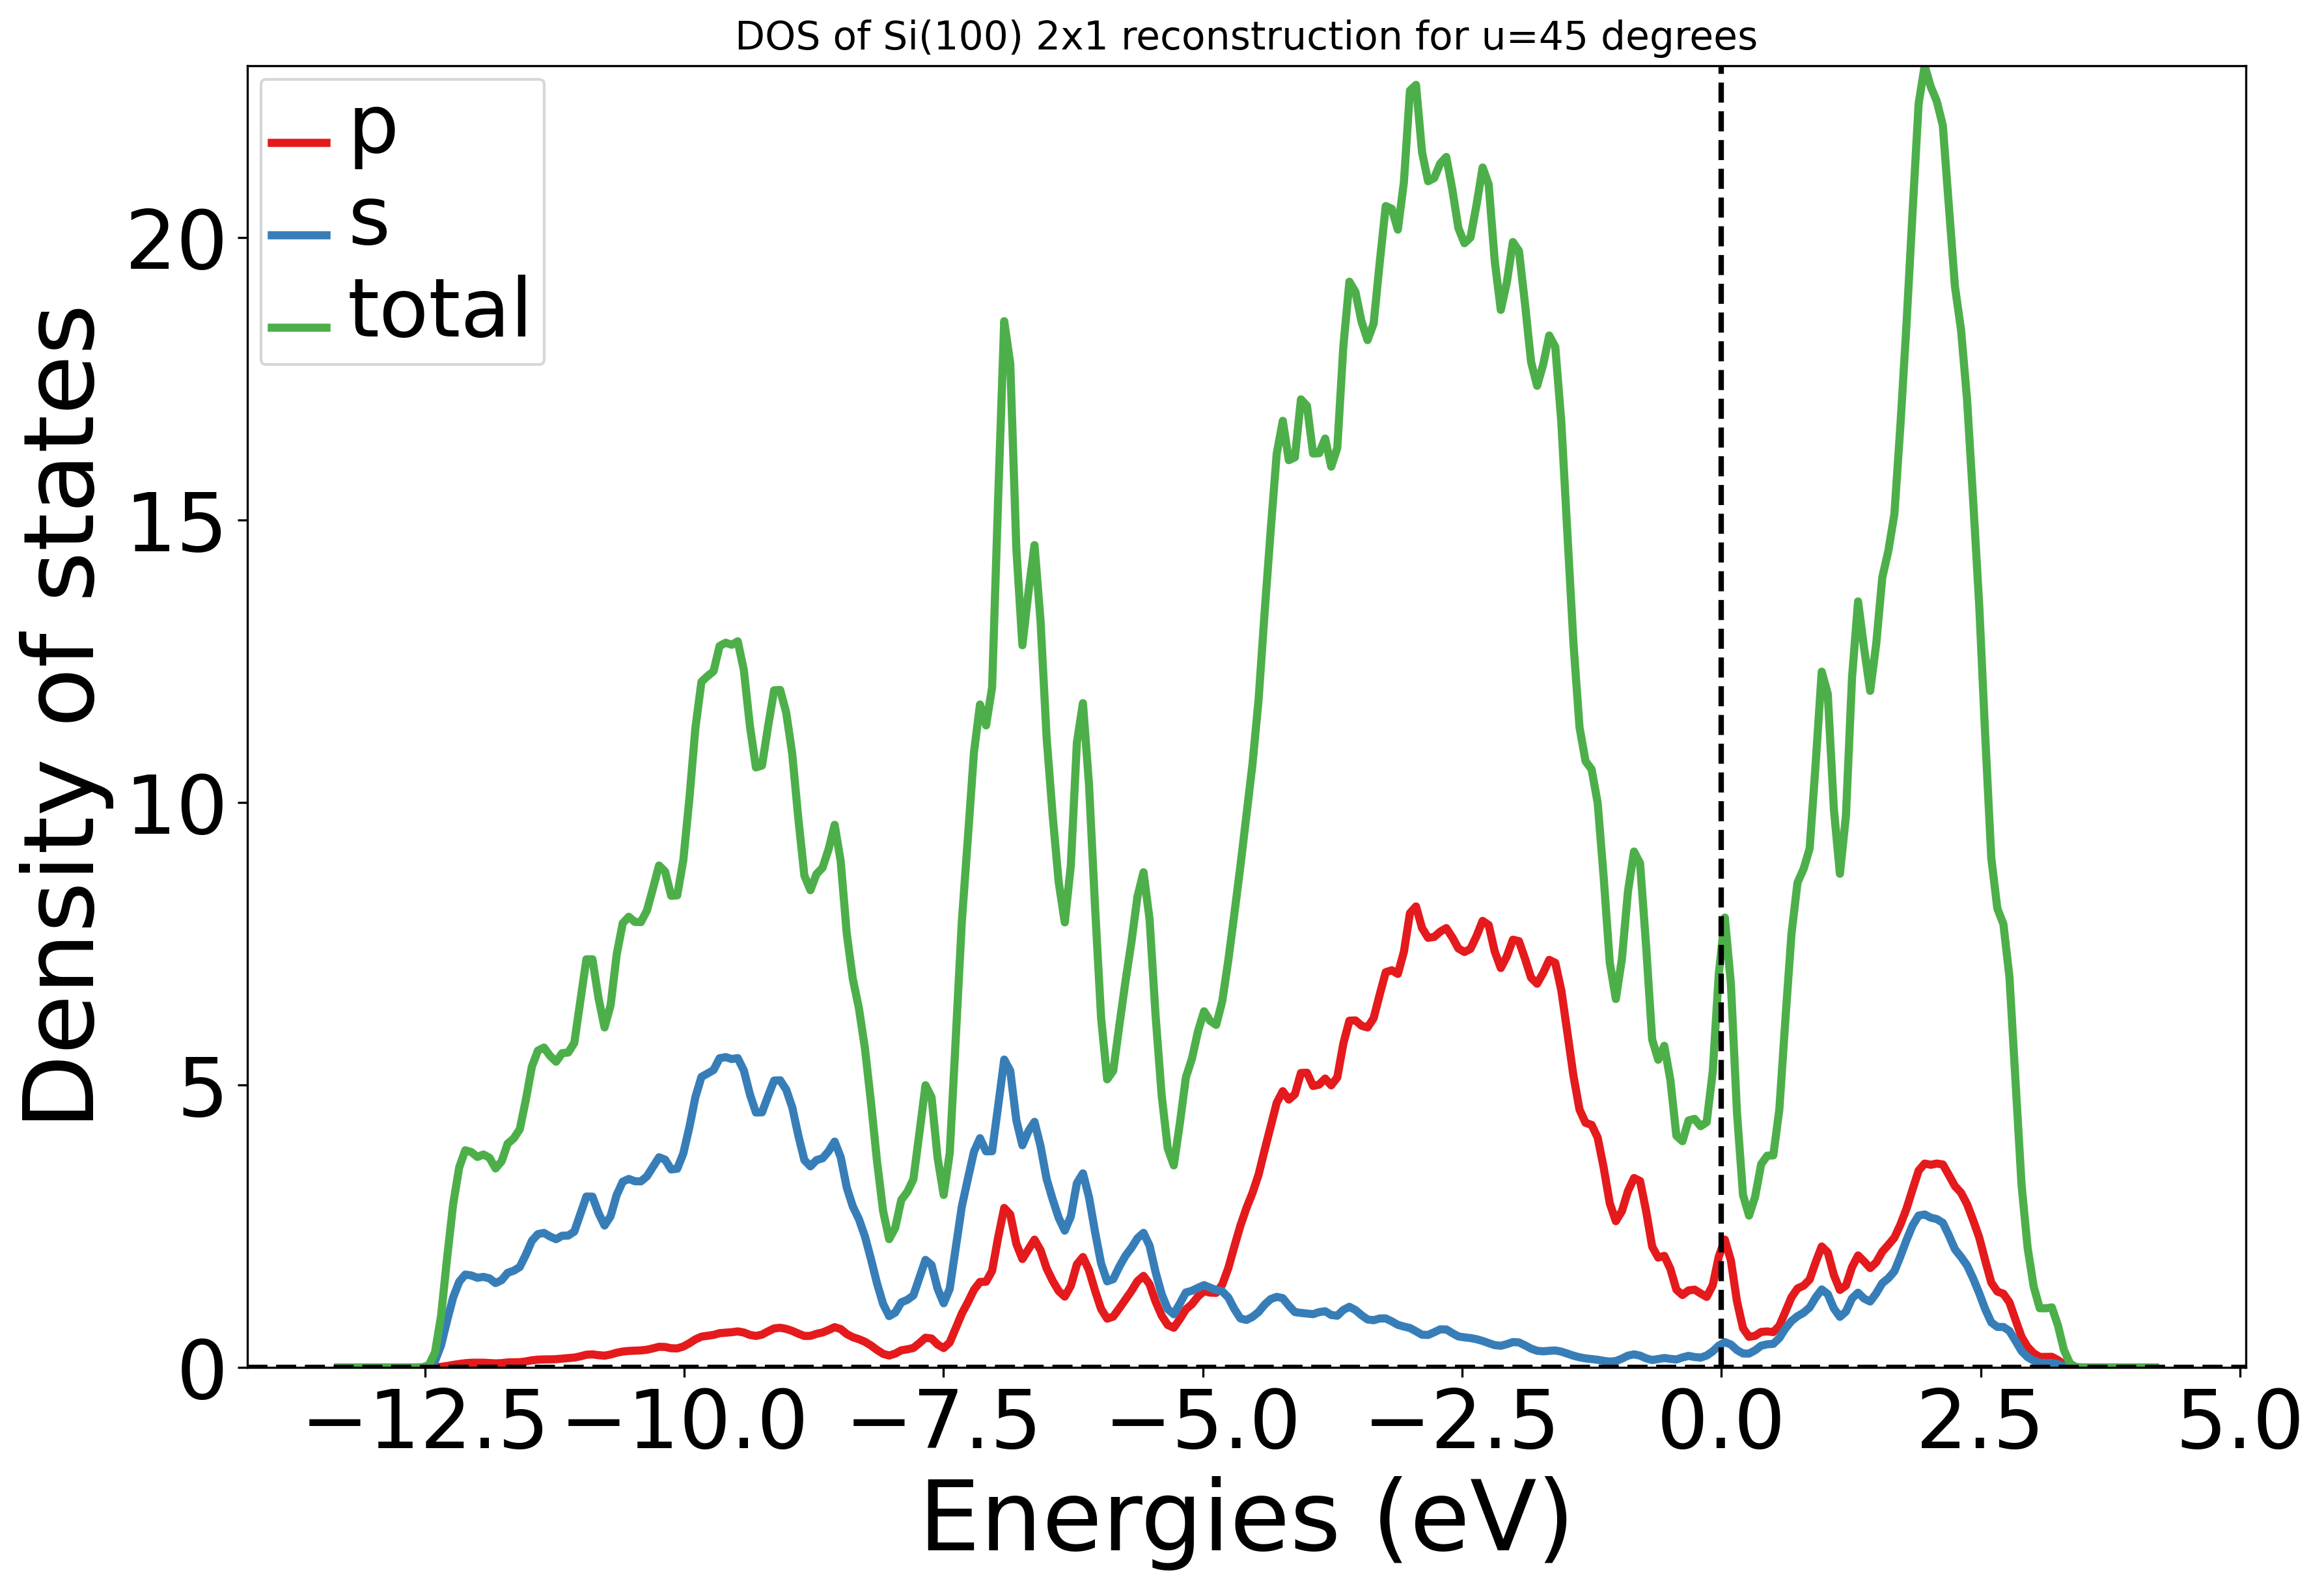 DOS of Si(100) 2x1 reconstruction for u=45 degrees
p
s
total
Density of states
20
15
10
5
0
−12.5 −10.0 −7.5 −5.0 −2.5 0.0 2.5 5.0
Energies (eV)